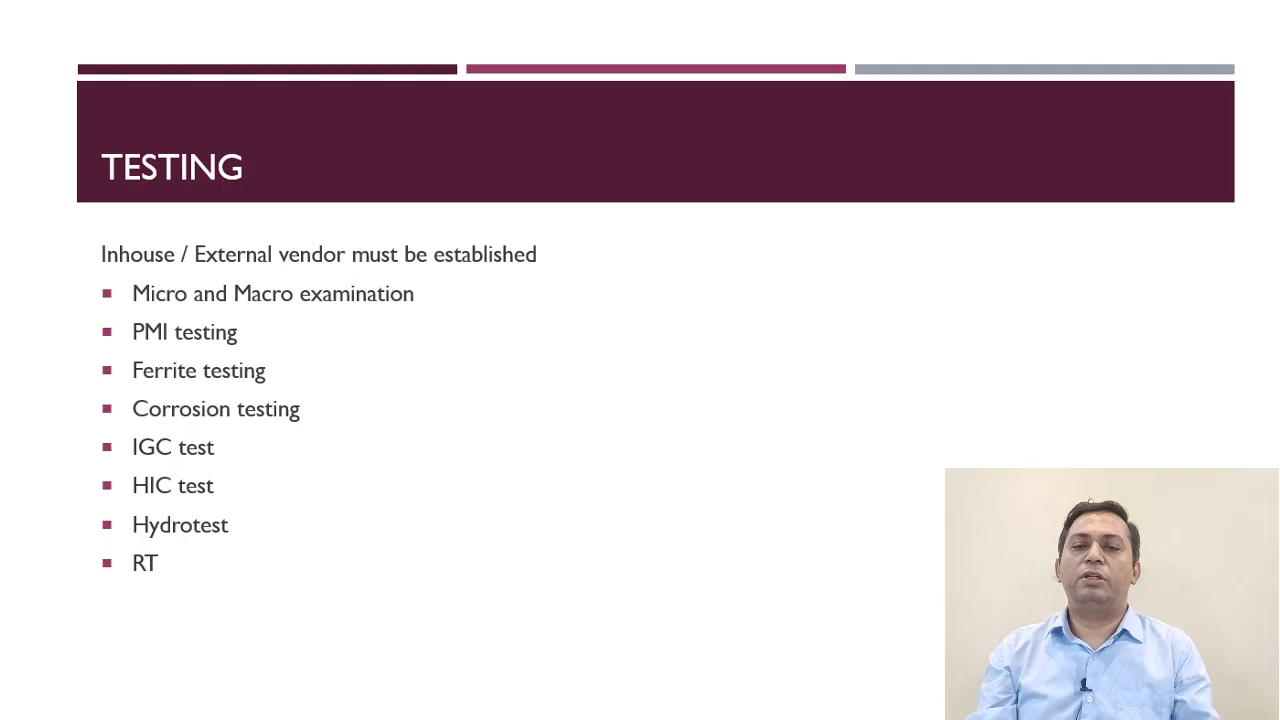 TESTING
Inhouse / External vendor must be established
Micro and Macro examination
PMI testing
Ferrite testing
Corrosion testing
IGC test
HIC test
Hydrotest
RT